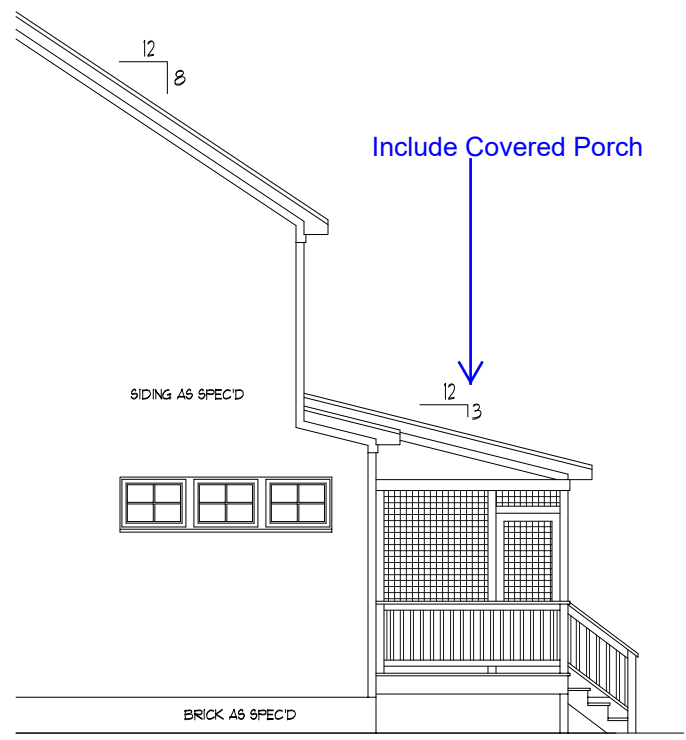 12
8
Include Covered Porch
12
3
SIDING AS SPEC'D
BRICK AS SPEC'D